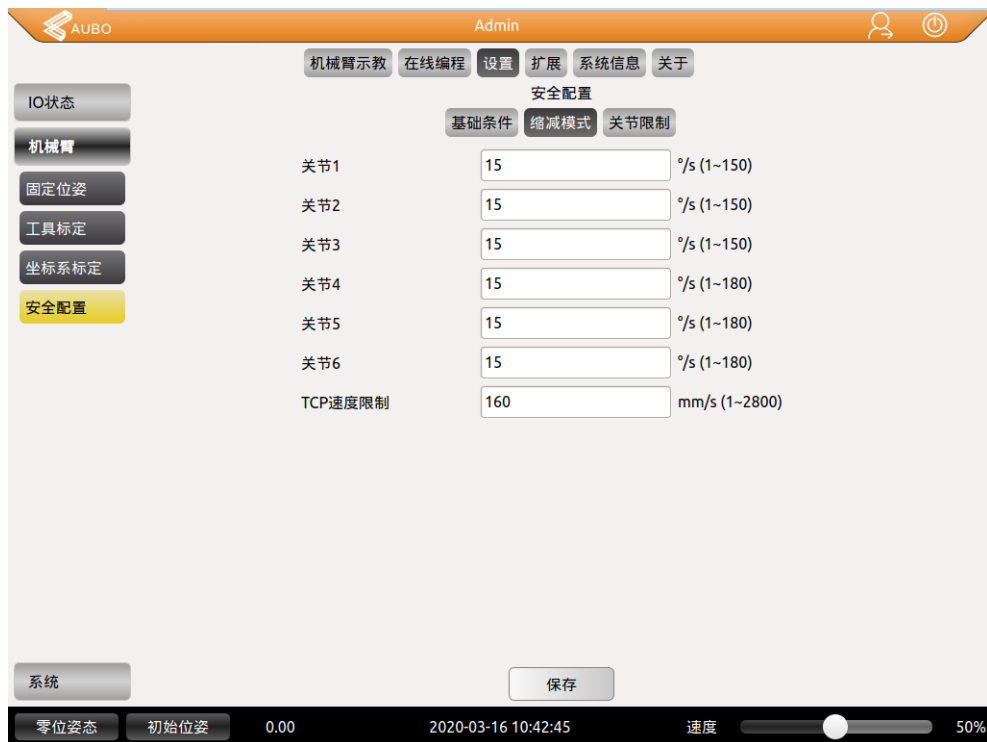 AUBO
Admin
机械臂示教 在线编程 设置 扩展 系统信息 关于
安全配置
基础条件 缩减模式 关节限制
IO状态
机械臂
固定位姿
工具标定
坐标系标定
安全配置
关节1 15 °/s (1~150)
关节2 15 °/s (1~150)
关节3 15 °/s (1~150)
关节4 15 °/s (1~180)
关节5 15 °/s (1~180)
关节6 15 °/s (1~180)
TCP速度限制 160 mm/s (1~2800)
系统
保存
零位姿态 初始位姿 0.00 2020-03-16 10:42:45 速度 50%